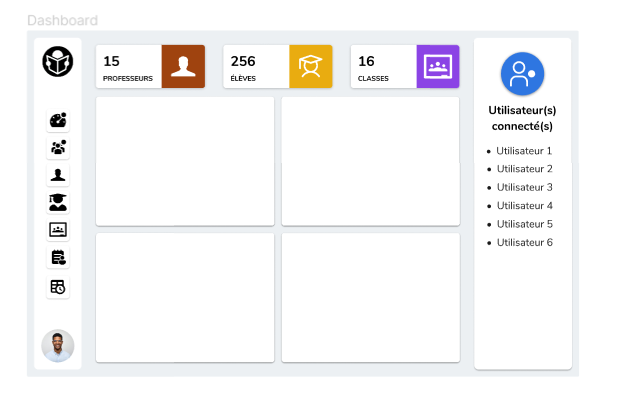 Dashboard
15
PROFESSEURS
256
ÉLÈVES
16
CLASSES
Utilisateur(s)
connecté(s)
• Utilisateur 1
• Utilisateur 2
• Utilisateur 3
• Utilisateur 4
• Utilisateur 5
• Utilisateur 6